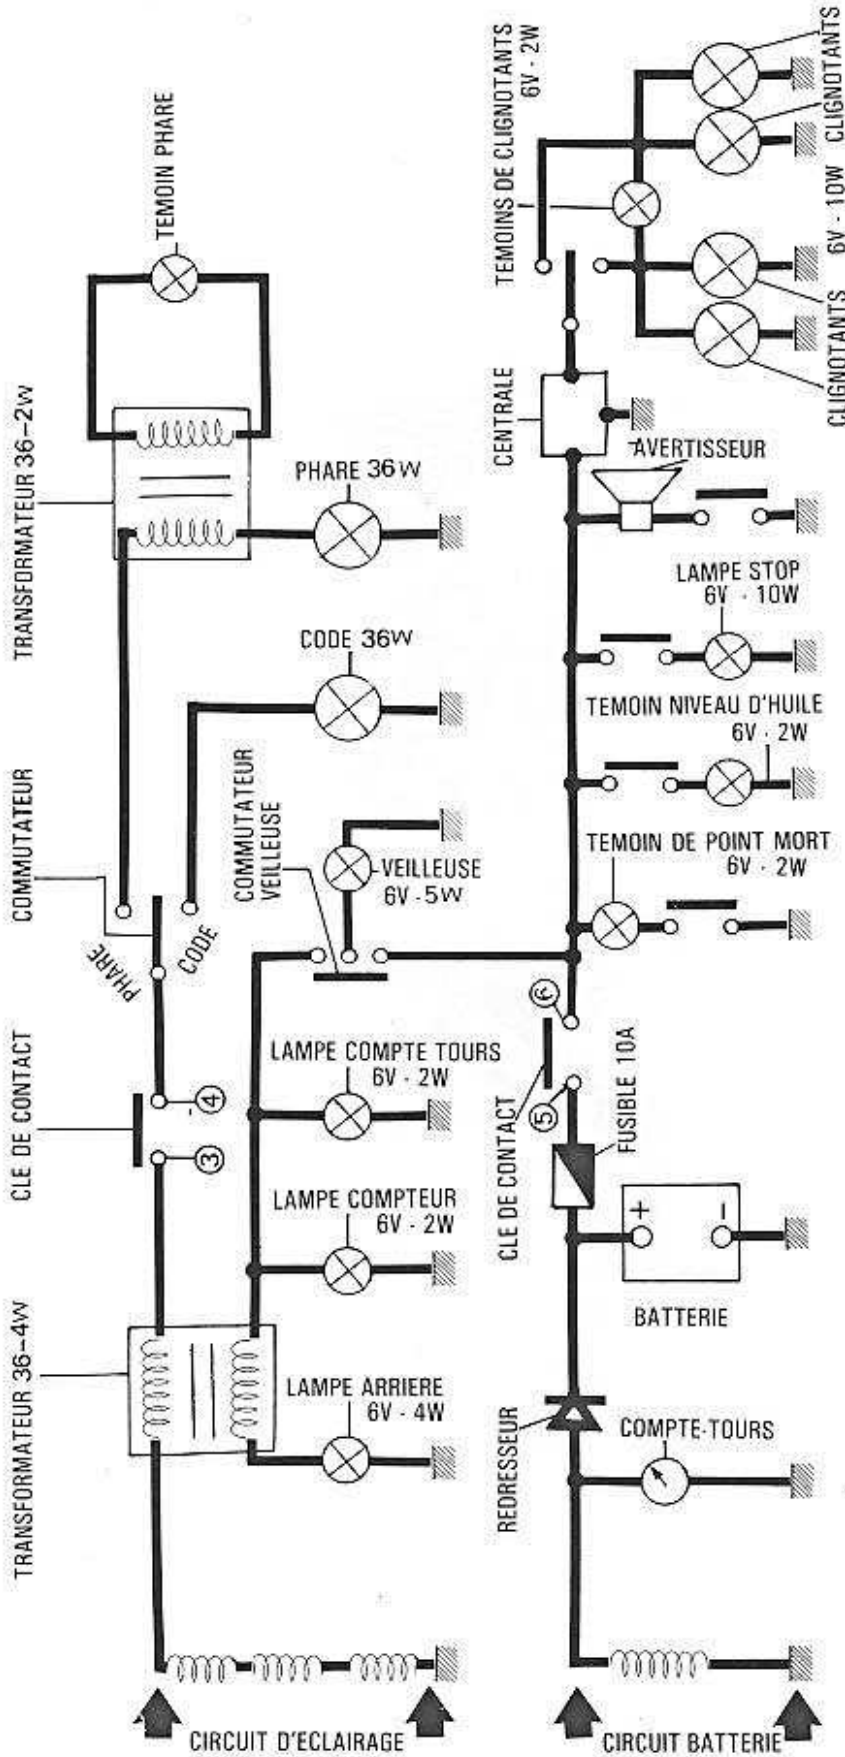 TRANSFORMATEUR 36-4W
CLE DE CONTACT
COMMUTATEUR
TRANSFORMATEUR 36-2W
TEMOIN PHARE
3
4
PHARE
CODE
CODE 36W
PHARE 36W
LAMPE ARRIERE
6V - 4W
LAMPE COMPTEUR
6V - 2W
LAMPE COMPTE TOURS
6V - 2W
COMMUTATEUR
VEILLEUSE
VEILLEUSE
6V - 5W
CIRCUIT D'ECLAIRAGE
REDRESSEUR
COMPTE-TOURS
+
-
BATTERIE
FUSIBLE 10A
CLE DE CONTACT
5
6
TEMOIN DE POINT MORT
6V - 2W
TEMOIN NIVEAU D'HUILE
6V - 2W
LAMPE STOP
6V - 10W
AVERTISSEUR
CENTRALE
TEMOINS DE CLIGNOTANTS
6V - 2W
CLIGNOTANTS
6V - 10W
CLIGNOTANTS
CLIGNOTANTS
CIRCUIT BATTERIE